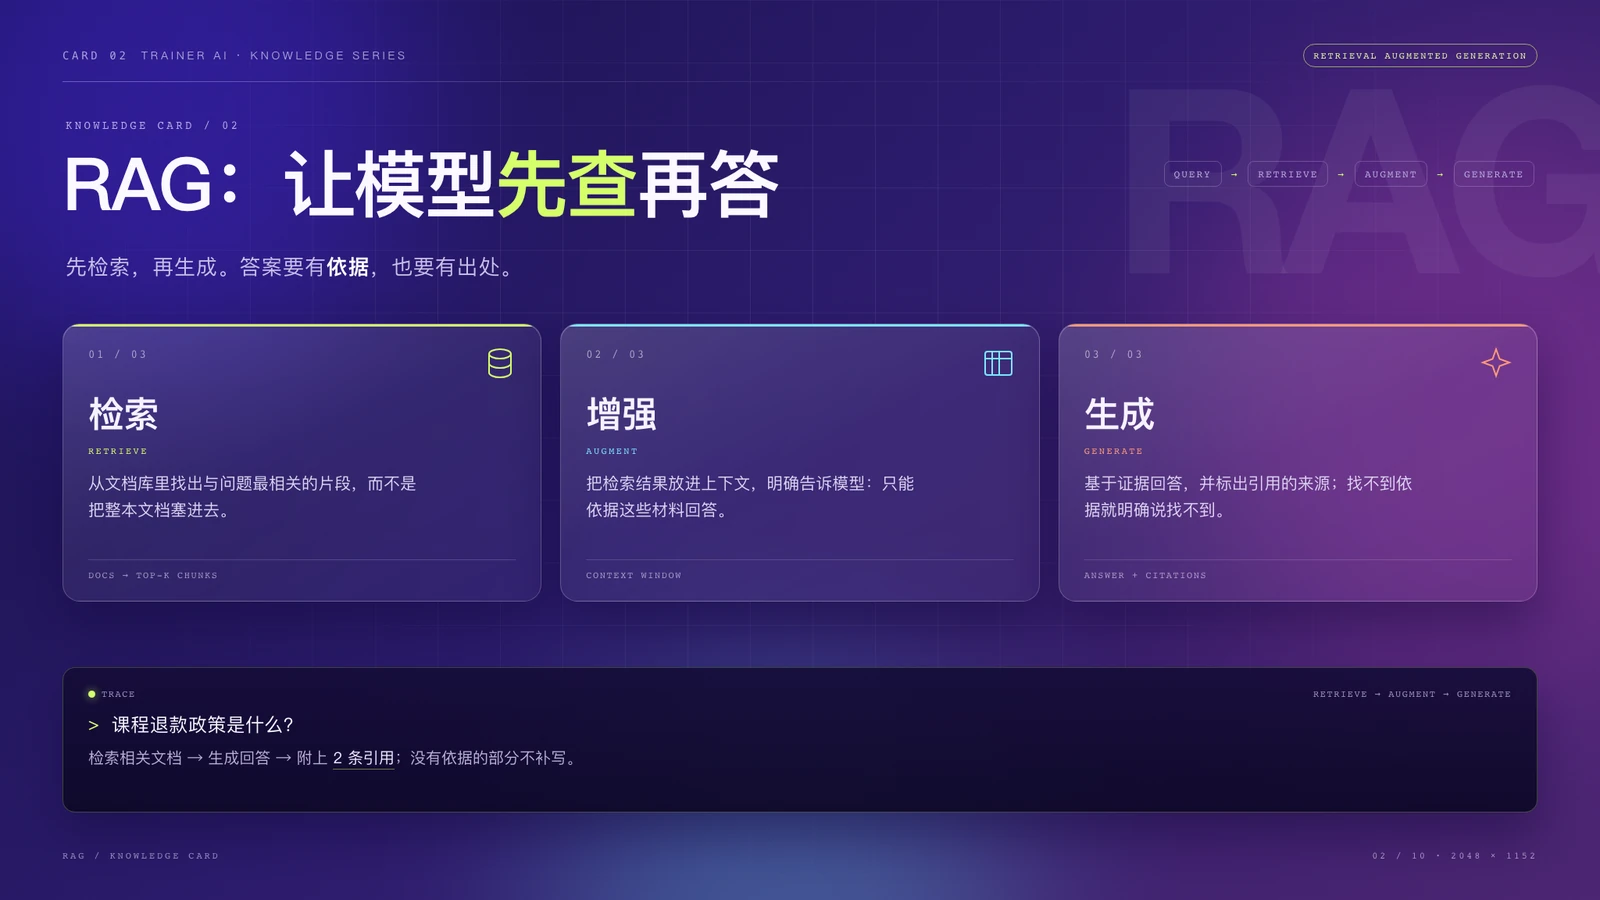 CARD 02 TRAINER AI · KNOWLEDGE SERIES
RETRIEVAL AUGMENTED GENERATION
RAG
KNOWLEDGE CARD / 02
RAG：让模型先查再答
QUERY → RETRIEVE → AUGMENT → GENERATE
先检索，再生成。答案要有依据，也要有出处。
01 / 03
检索
RETRIEVE
从文档库里找出与问题最相关的片段，而不是
把整本文档塞进去。
DOCS → TOP-K CHUNKS
02 / 03
增强
AUGMENT
把检索结果放进上下文，明确告诉模型：只能
依据这些材料回答。
CONTEXT WINDOW
03 / 03
生成
GENERATE
基于证据回答，并标出引用的来源；找不到依
据就明确说找不到。
ANSWER + CITATIONS
TRACE
RETRIEVE → AUGMENT → GENERATE
> 课程退款政策是什么？
检索相关文档 → 生成回答 → 附上 2 条引用；没有依据的部分不补写。
RAG / KNOWLEDGE CARD
02 / 10 · 2048 × 1152